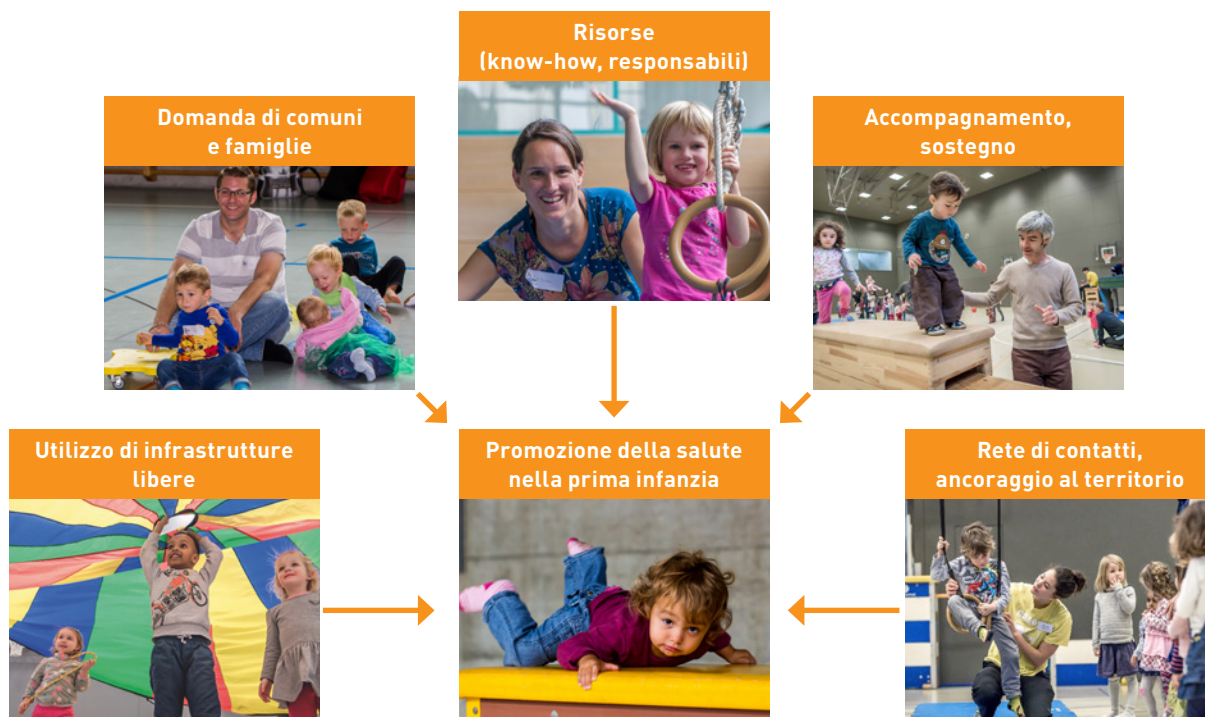 Risorse
(know-how, responsabili)
Domanda di comuni
e famiglie
Accompagnamento,
sostegno
Utilizzo di infrastrutture
libere
Promozione della salute
nella prima infanzia
Rete di contatti,
ancoraggio al territorio